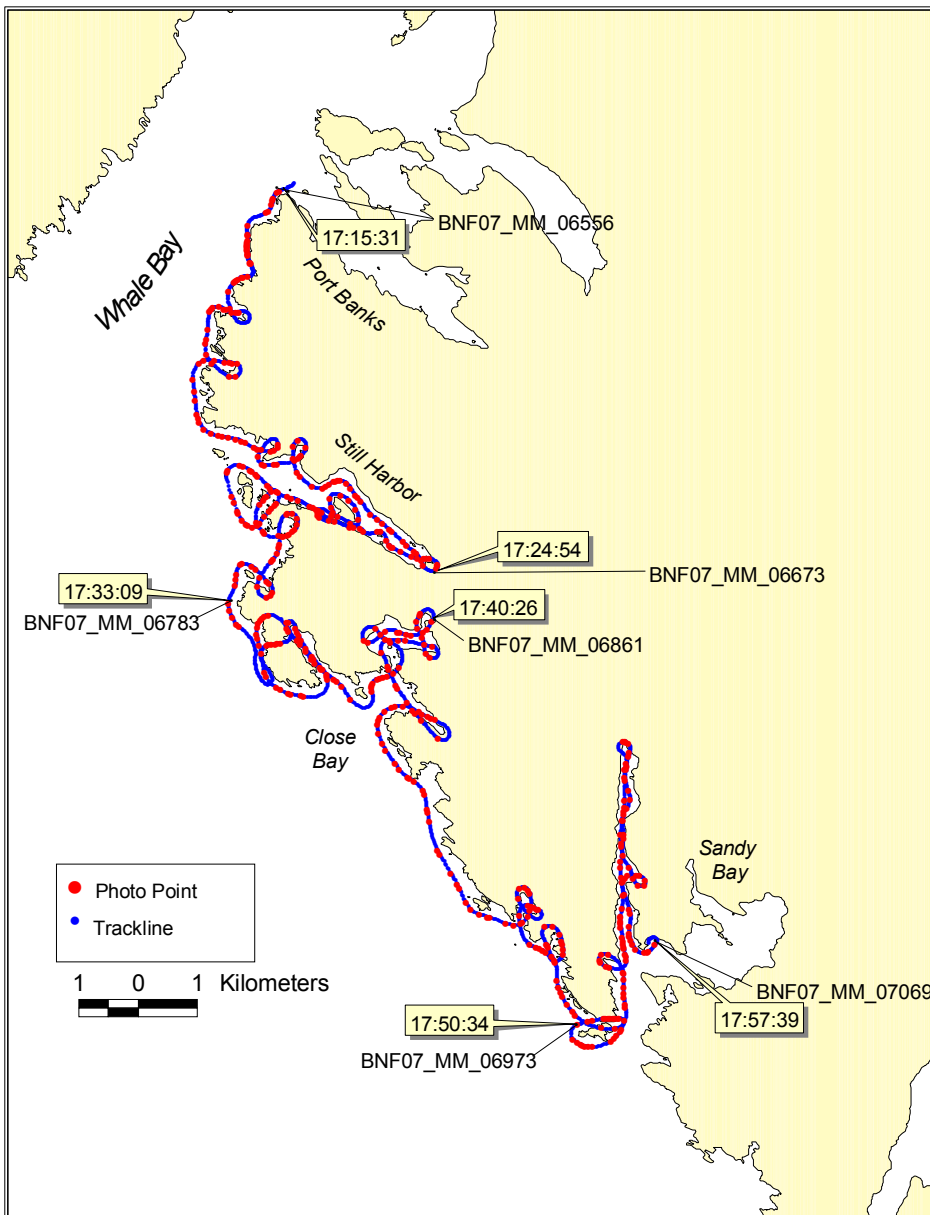 BNF07_MM_06556
17:15:31
Whale Bay
Port Banks
Still Harbor
17:24:54
BNF07_MM_06673
17:33:09
BNF07_MM_06783
17:40:26
BNF07_MM_06861
Close
Bay
Sandy
Bay
Photo Point
Trackline
1 0 1 Kilometers
BNF07_MM_07069
17:57:39
17:50:34
BNF07_MM_06973